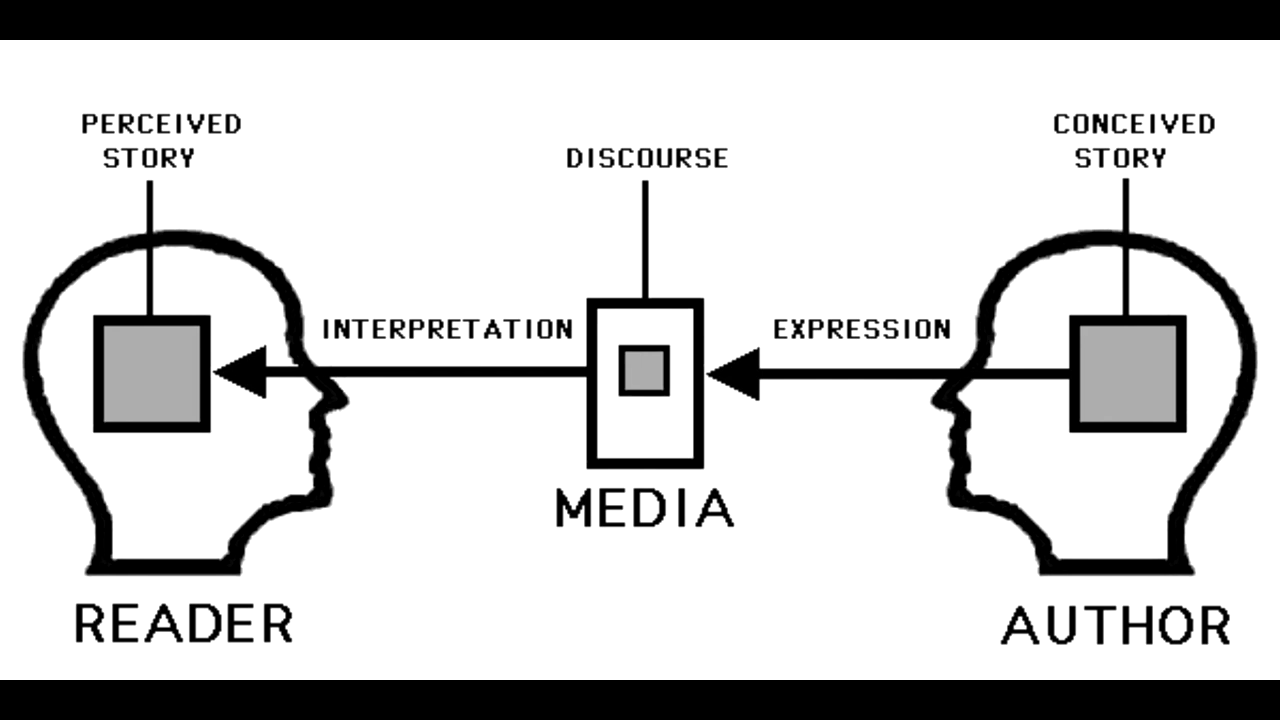 PERCEIVED
STORY
DISCOURSE
CONCEIVED
STORY
INTERPRETATION
EXPRESSION
MEDIA
READER
AUTHOR